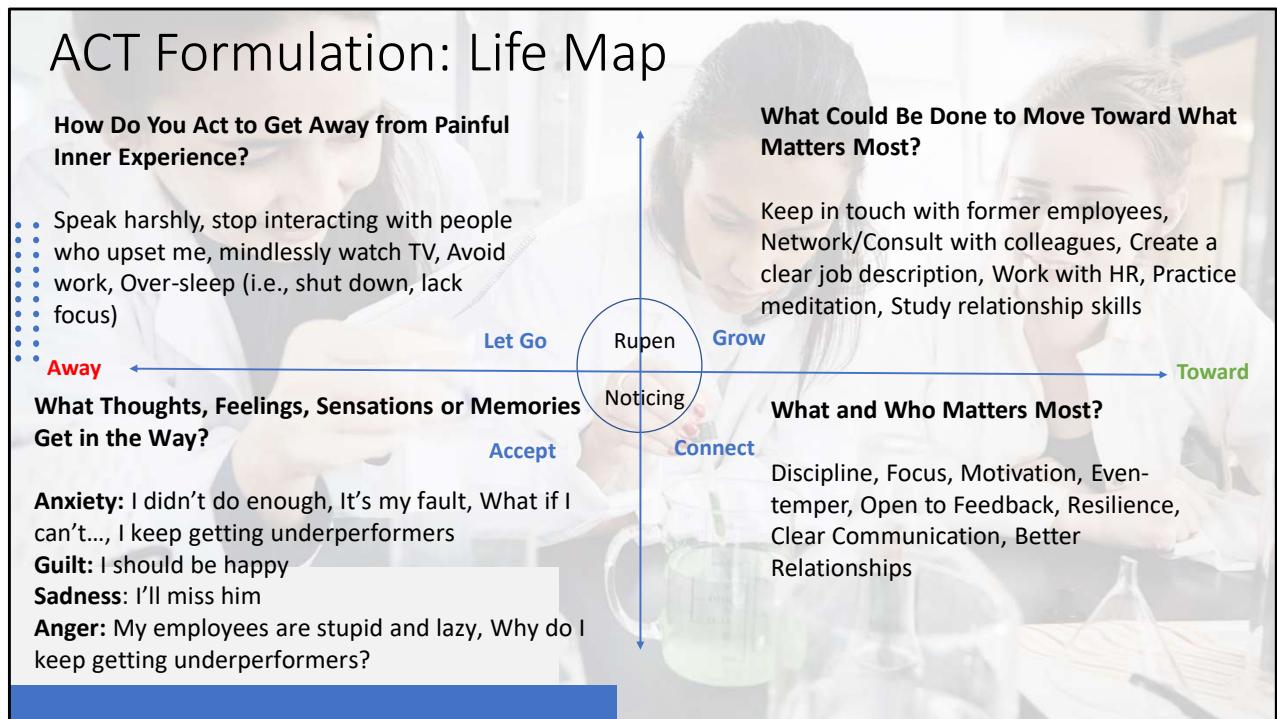 ACT Formulation: Life Map
How Do You Act to Get Away from Painful
Inner Experience?
Speak harshly, stop interacting with people
who upset me, mindlessly watch TV, Avoid
work, Over-sleep (i.e., shut down, lack
focus)
What Could Be Done to Move Toward What
Matters Most?
Keep in touch with former employees,
Network/Consult with colleagues, Create a
clear job description, Work with HR, Practice
meditation, Study relationship skills
Let Go
Rupen
Grow
Away
Toward
Noticing
Accept
Connect
What Thoughts, Feelings, Sensations or Memories
Get in the Way?
Anxiety: I didn’t do enough, It’s my fault, What if I
can’t…, I keep getting underperformers
Guilt: I should be happy
Sadness: I’ll miss him
Anger: My employees are stupid and lazy, Why do I
keep getting underperformers?
What and Who Matters Most?
Discipline, Focus, Motivation, Even-
temper, Open to Feedback, Resilience,
Clear Communication, Better
Relationships